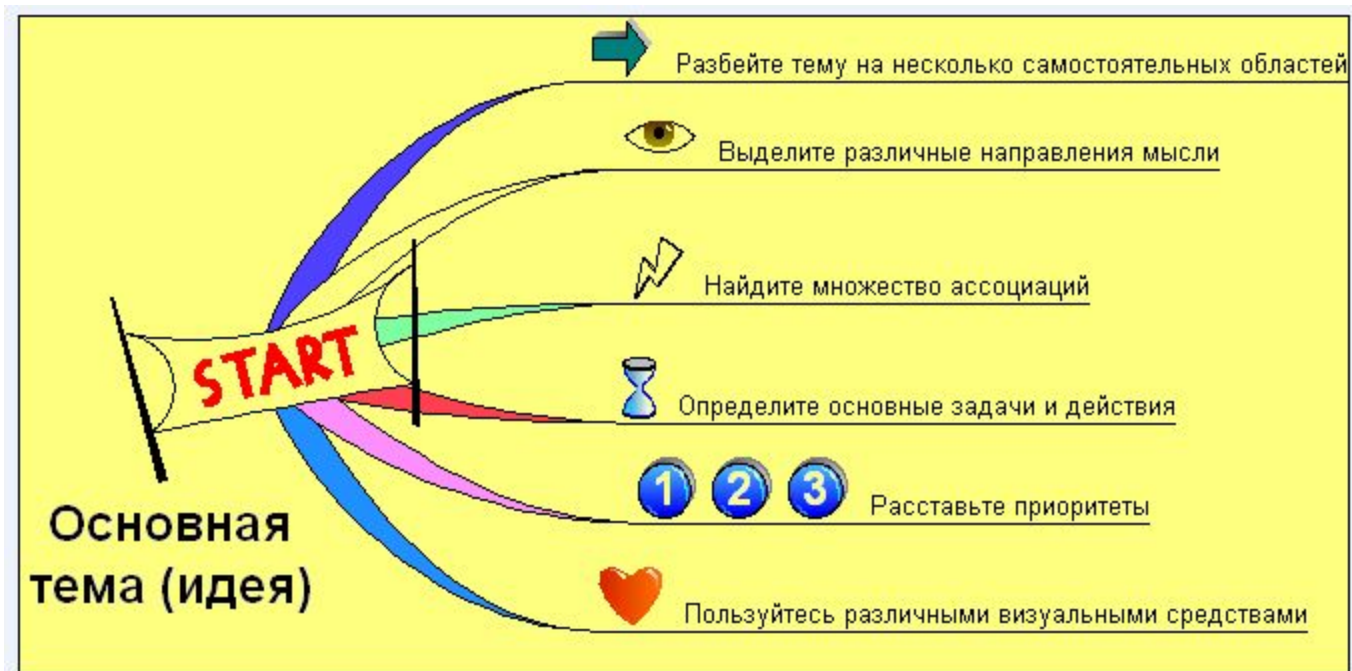 Разбейте тему на несколько самостоятельных областей
Выделите различные направления мысли
Найдите множество ассоциаций
START
Определите основные задачи и действия
1 2 3 Расставьте приоритеты
Основная
тема (идея)
Пользуйтесь различными визуальными средствами